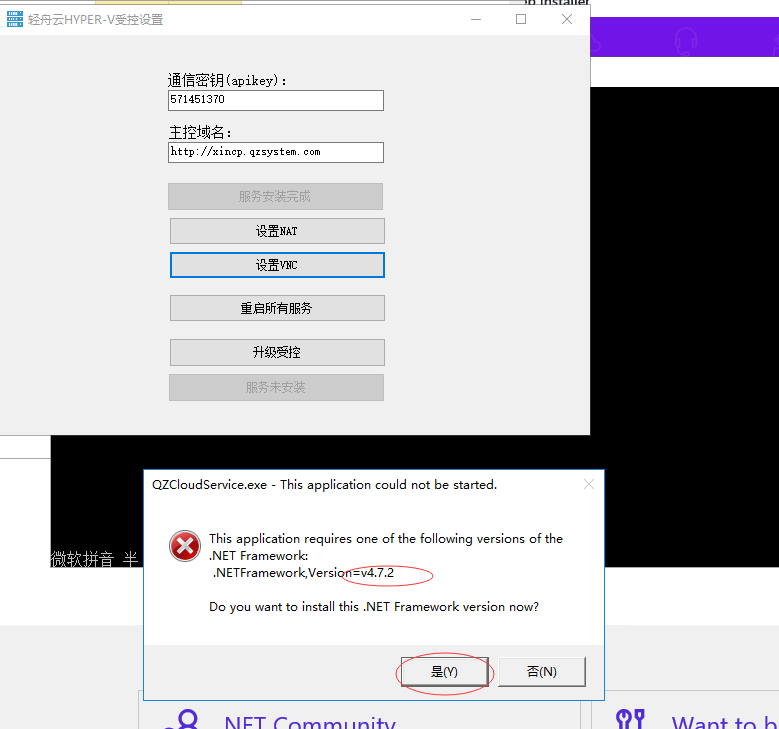 轻舟云HYPER-V受控设置
通信密钥(apikey):
571451370
主控域名:
http://xincp.qzsystem.com
服务安装完成
设置NAT
设置VNC
重启所有服务
升级受控
服务未安装
微软拼音 半
QZCloudService.exe - This application could not be started.
This application requires one of the following versions of the
.NET Framework:
.NETFramework,Version=v4.7.2
Do you want to install this .NET Framework version now?
是(Y)
否(N)
.NET Community
Want to b